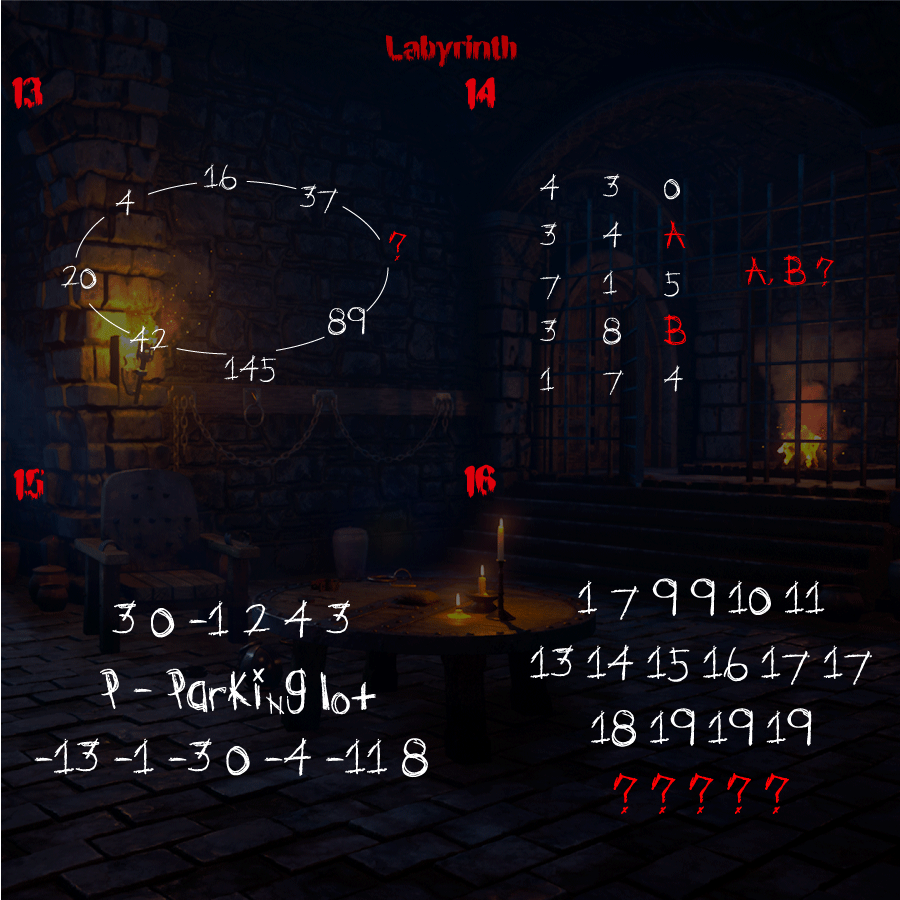 Labyrinth
13
16
4
37
?
20
89
42
145
14
4 3 0
3 4 A
7 1 5
3 8 B
1 7 4
A, B ?
15
3 0 -1 2 4 3
P - Parking lot
-13 -1 -3 0 -4 -11 8
16
1 7 9 9 10 11
13 14 15 16 17 17
18 19 19 19
? ? ? ? ?